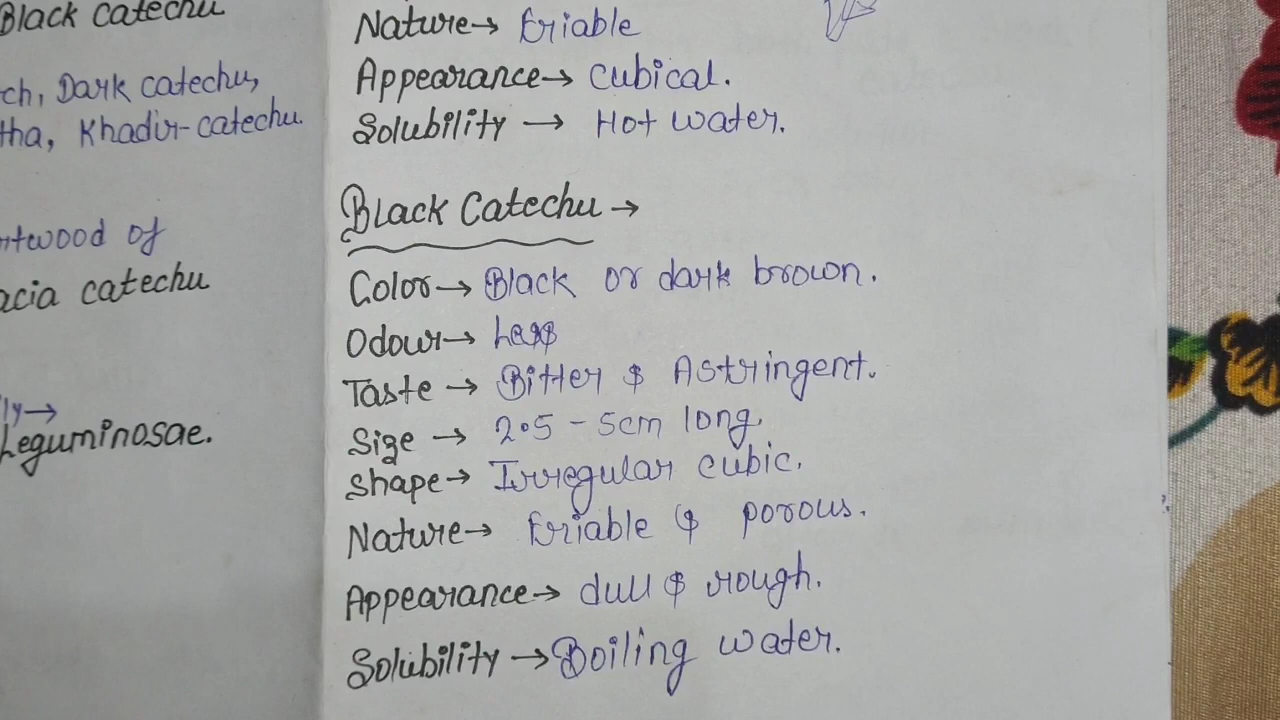 Black catechu
ch, Dark catechu,
tha, Khadir-catechu.
ntwood of
acia catechu
ly→
Leguminosae.
Nature→ friable
Appearance→ cubical.
Solubility → Hot water.
Black Catechu →
Color→ Black or dark brown.
Odour→ Less
Taste → Bitter & Astringent.
Size → 2.5 - 5cm long.
Shape→ Irregular cubic.
Nature→ friable & porous.
Appearance→ dull & rough.
Solubility →Boiling water.